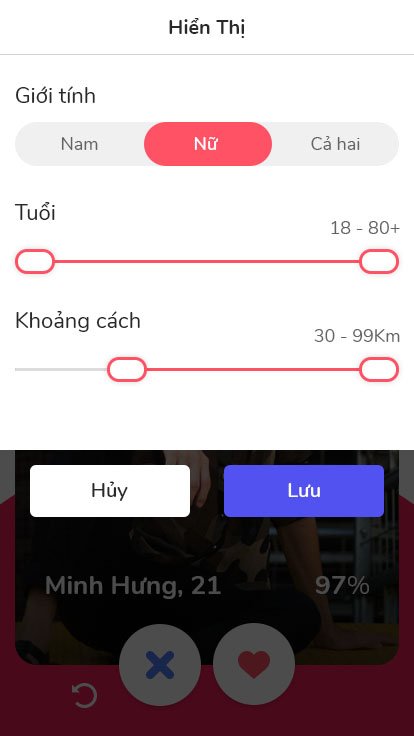 Hiển Thị
Giới tính
Nam Nữ Cả hai
Tuổi
18 - 80+
Khoảng cách
30 - 99Km
Hủy Lưu
Minh Hưng, 21 97%